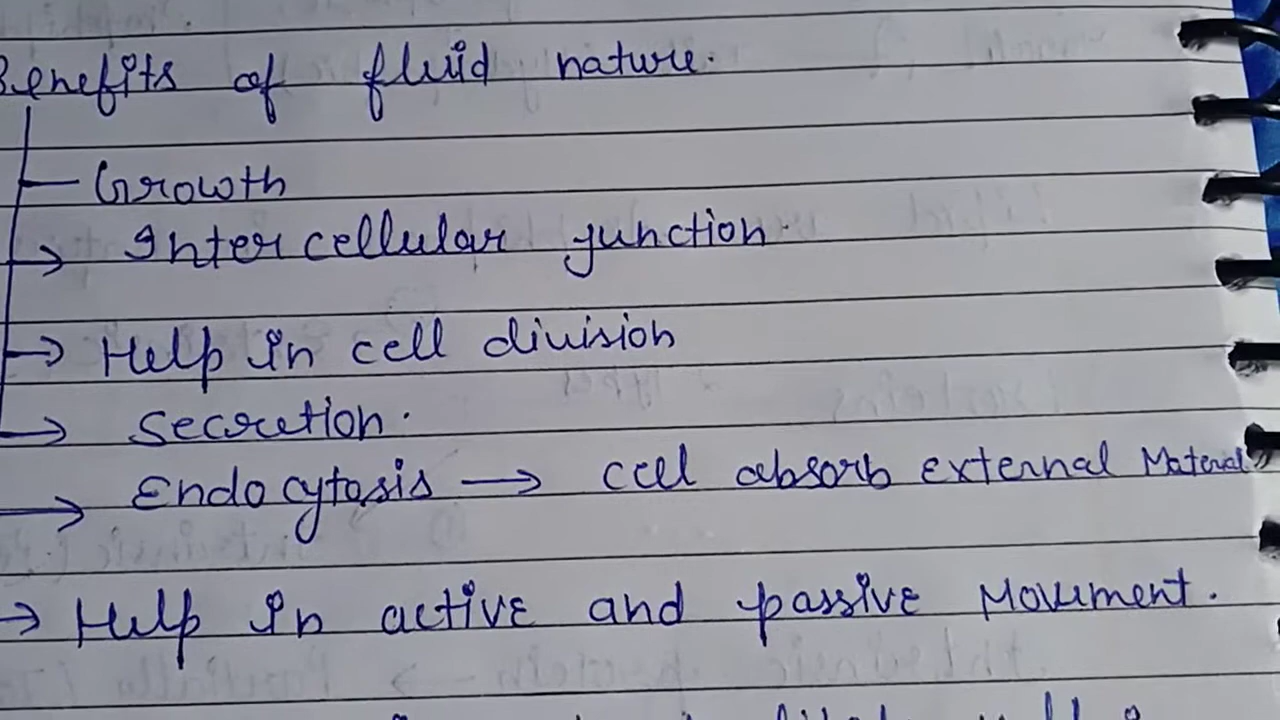 Benefits of fluid nature.
Growth
→ Intercellular junction.
→ Help in cell division
→ Secretion.
→ Endocytosis → cell absorb external Material
→ Help in active and passive Movement.